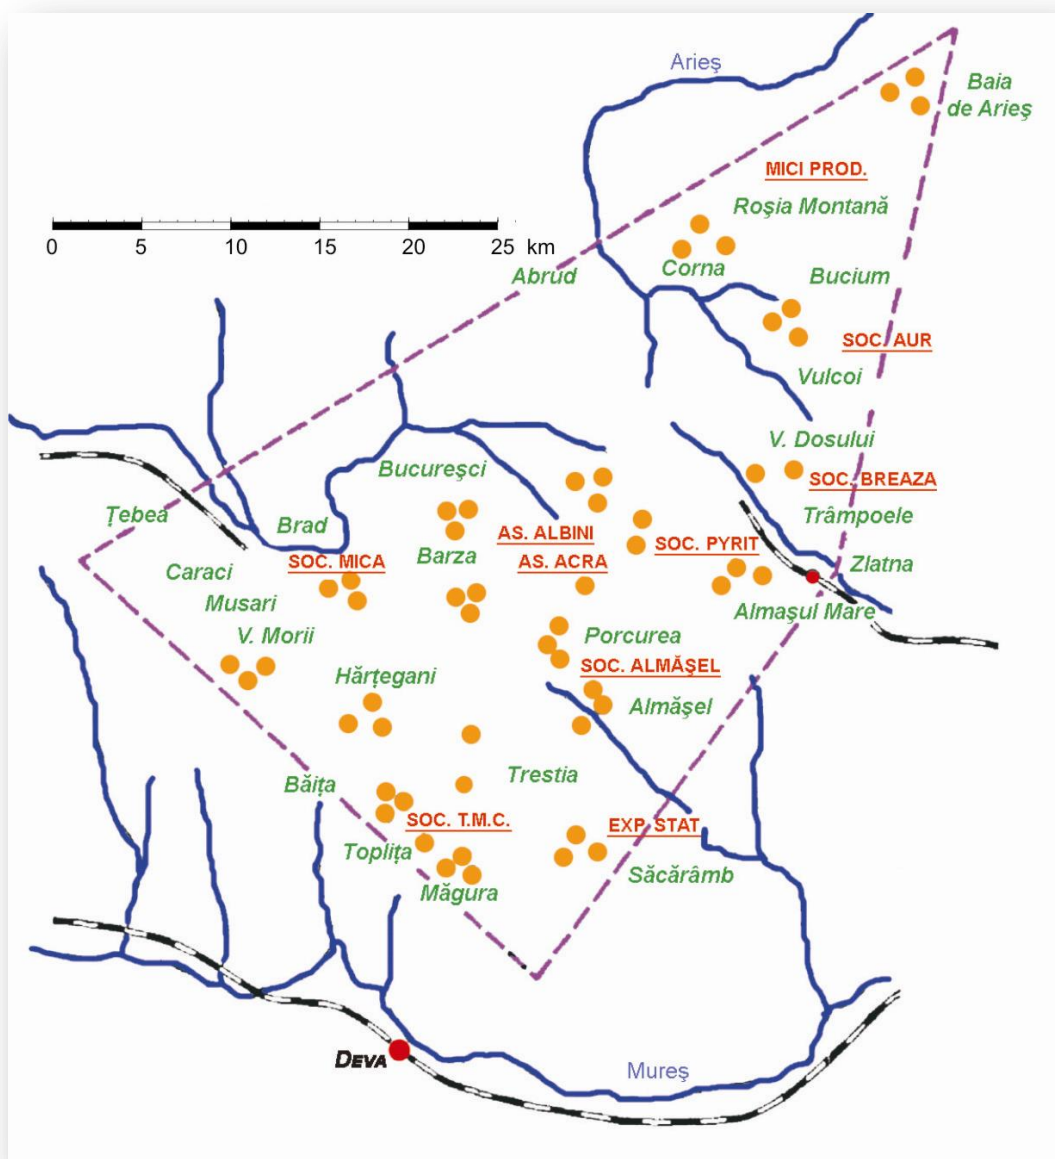 Arieş
Baia
de Arieş
MICI PROD.
Roşia Montană
0 5 10 15 20 25 km
Abrud
Corna
Bucium
SOC. AUR
Vulcoi
V. Dosului
Bucureşci
SOC. BREAZA
Ţebea
Brad
Trâmpoele
AS. ALBINI
SOC. PYRIT
Barza
SOC. MICA
AS. ACRA
Zlatna
Caraci
Musari
Almaşul Mare
V. Morii
Porcurea
SOC. ALMĂŞEL
Hărţegani
Almăşel
Trestia
Băiţa
SOC. T.M.C.
EXP. STAT
Topliţa
Săcărâmb
Măgura
DEVA
Mureş